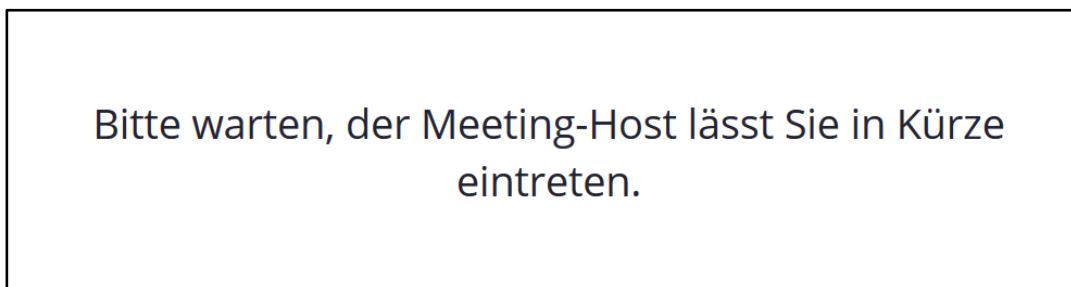 Bitte warten, der Meeting-Host lässt Sie in Kürze
eintreten.